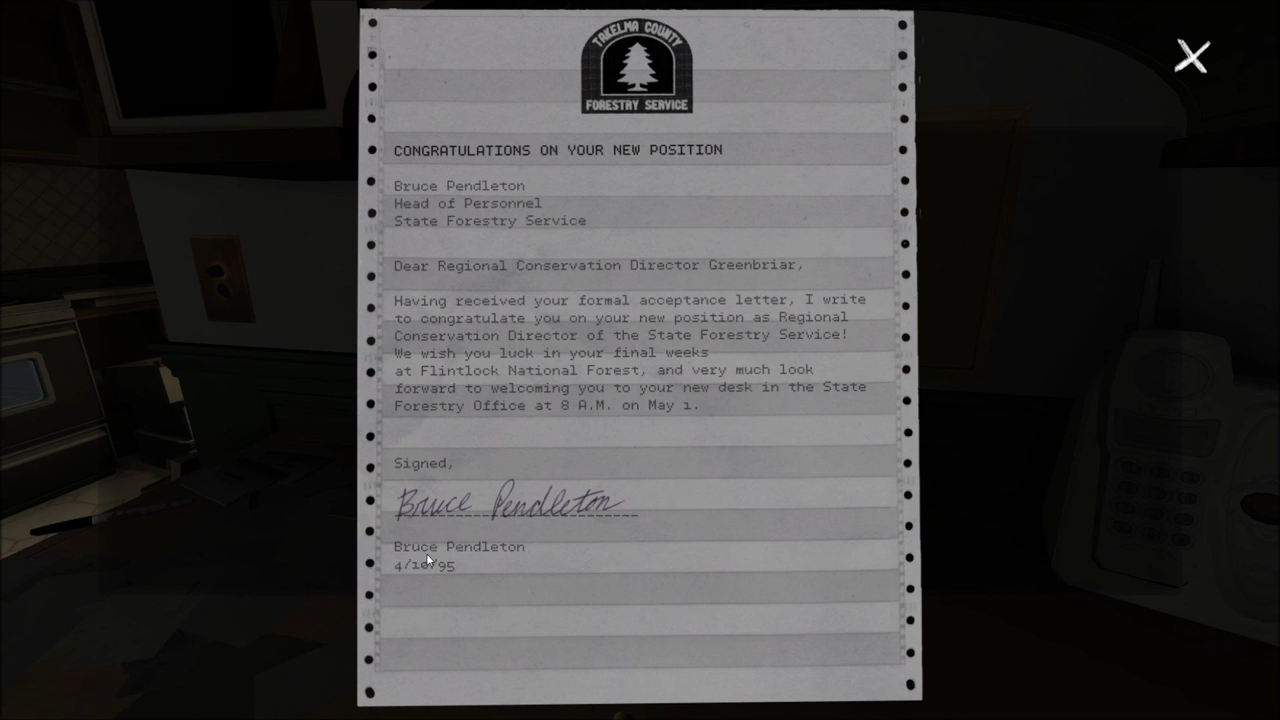 TAKELMA COUNTY
FORESTRY SERVICE
CONGRATULATIONS ON YOUR NEW POSITION
Bruce Pendleton
Head of Personnel
State Forestry Service
Dear Regional Conservation Director Greenbriar,
Having received your formal acceptance letter, I write
to congratulate you on your new position as Regional
Conservation Director of the State Forestry Service!
We wish you luck in your final weeks
at Flintlock National Forest, and very much look
forward to welcoming you to your new desk in the State
Forestry Office at 8 A.M. on May 1.
Signed,
Bruce Pendleton
Bruce Pendleton
4/10/95